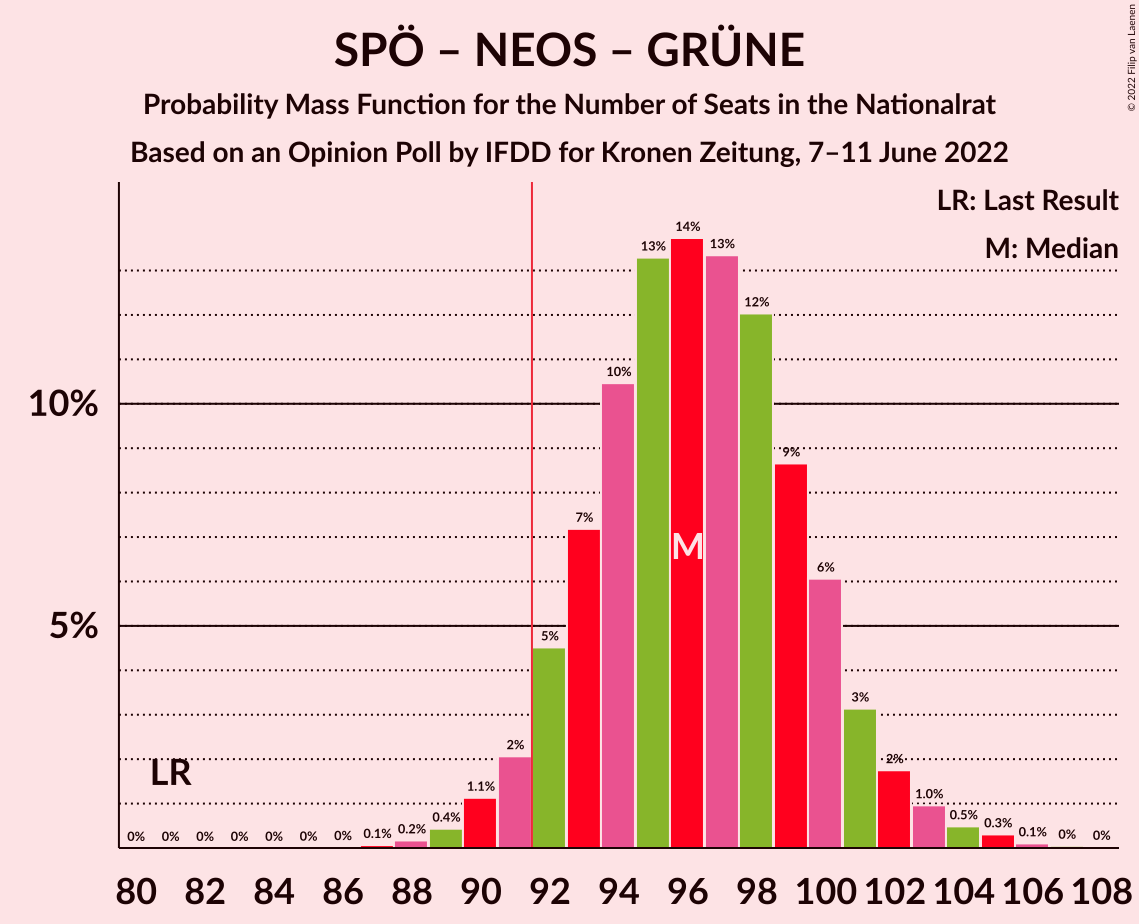 SPÖ – NEOS – GRÜNE
Probability Mass Function for the Number of Seats in the Nationalrat
Based on an Opinion Poll by IFDD for Kronen Zeitung, 7–11 June 2022
© 2022 Filip van Laenen
LR: Last Result
M: Median
10%
5%
LR
M
0% 0% 0% 0% 0% 0% 0% 0.1% 0.2% 0.4% 1.1% 2% 5% 7% 10% 13% 14% 13% 12% 9% 6% 3% 2% 1.0% 0.5% 0.3% 0.1% 0% 0%
80 82 84 86 88 90 92 94 96 98 100 102 104 106 108